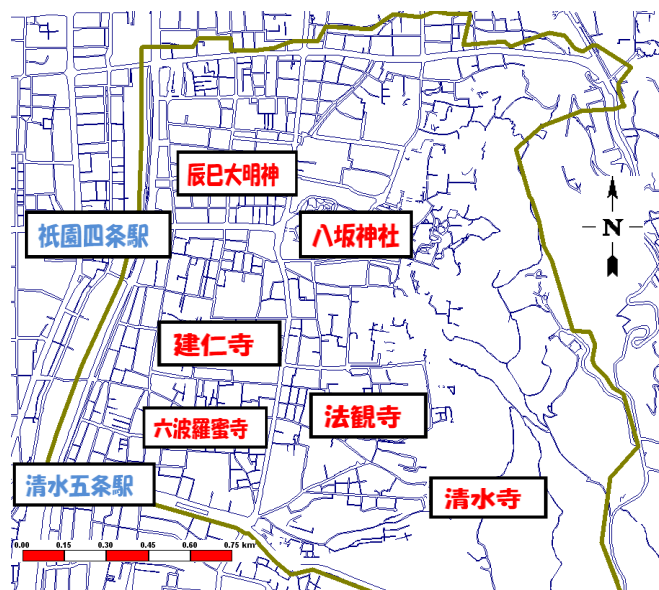 辰巳大明神
祇園四条駅
八坂神社
N
建仁寺
法観寺
六波羅蜜寺
清水五条駅
清水寺
0.00 0.15 0.30 0.45 0.60 0.75 km